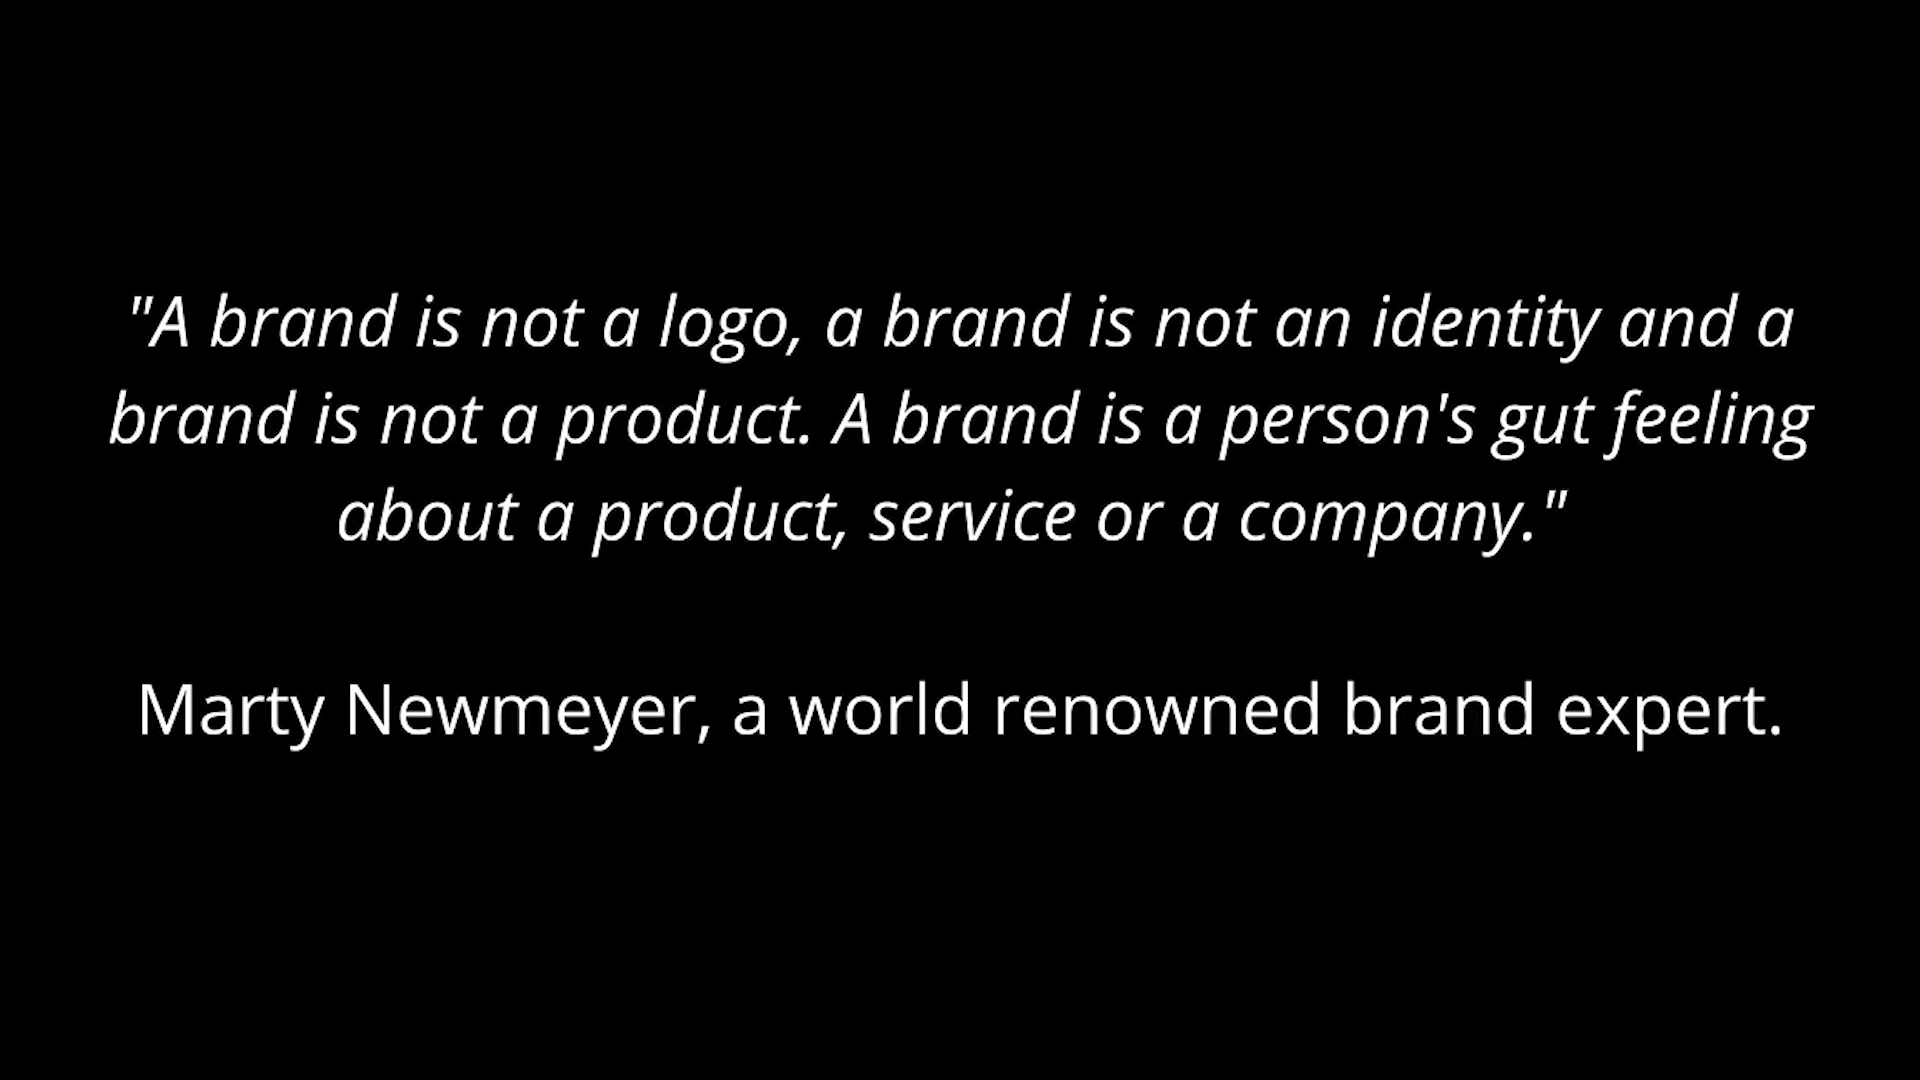 "A brand is not a logo, a brand is not an identity and a
brand is not a product. A brand is a person's gut feeling
about a product, service or a company."
Marty Newmeyer, a world renowned brand expert.